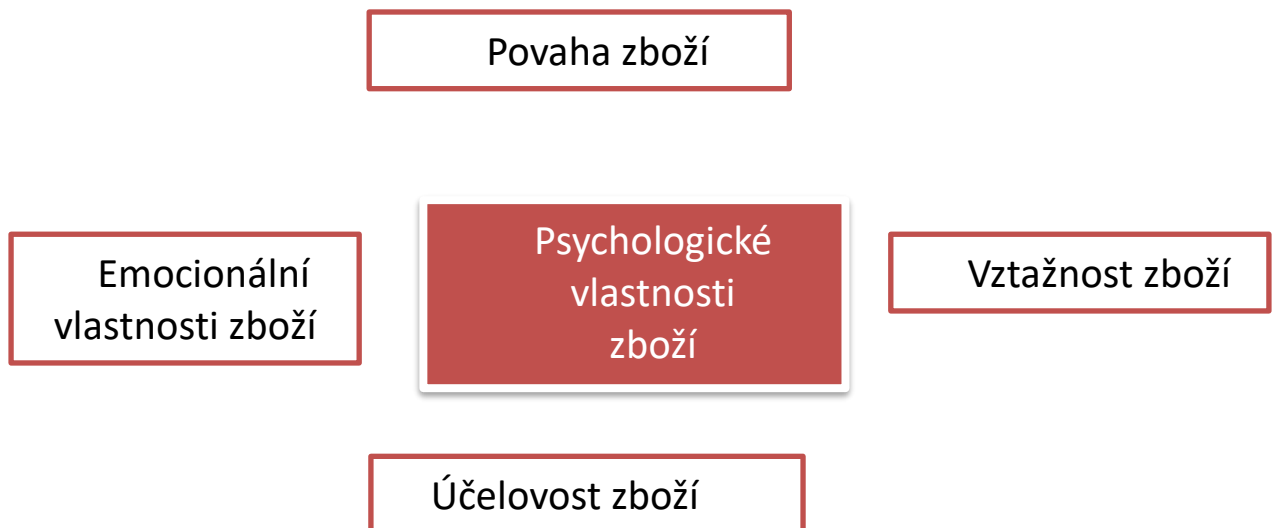 Povaha zboží
Emocionální
vlastnosti zboží
Psychologické
vlastnosti
zboží
Vztažnost zboží
Účelovost zboží